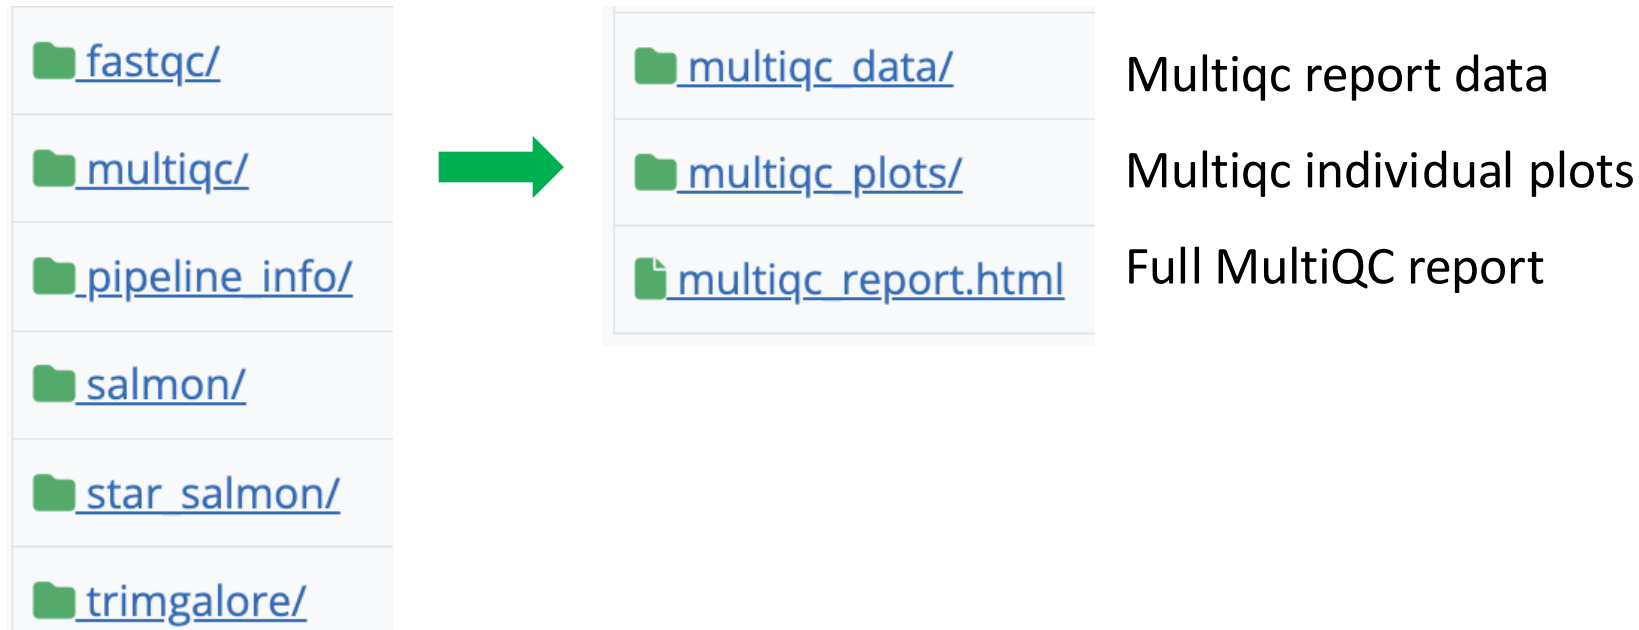 fastqc/
multiqc/
pipeline_info/
salmon/
star_salmon/
trimgalore/
multiqc_data/
Multiqc report data
multiqc_plots/
Multiqc individual plots
multiqc_report.html
Full MultiQC report